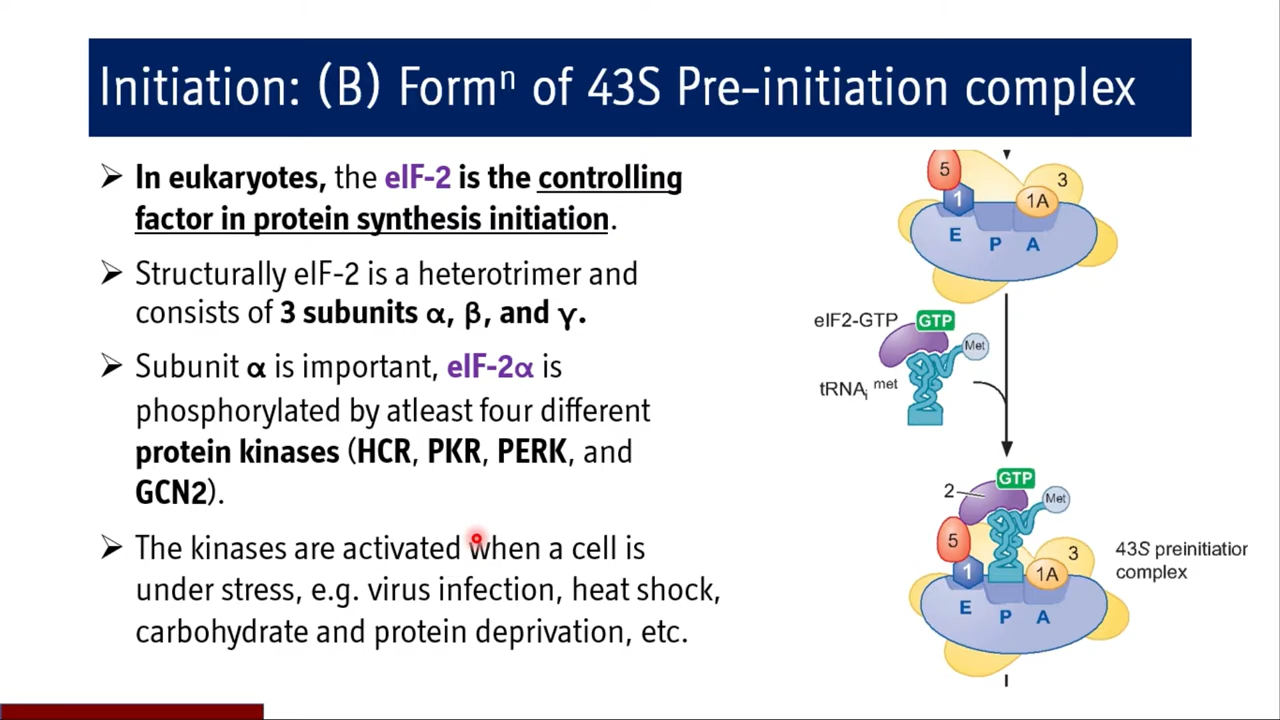 Initiation: (B) Formⁿ of 43S Pre-initiation complex
➢ In eukaryotes, the eIF-2 is the controlling
factor in protein synthesis initiation.
➢ Structurally eIF-2 is a heterotrimer and
consists of 3 subunits α, β, and γ.
➢ Subunit α is important, eIF-2α is
phosphorylated by atleast four different
protein kinases (HCR, PKR, PERK, and
GCN2).
➢ The kinases are activated when a cell is
under stress, e.g. virus infection, heat shock,
carbohydrate and protein deprivation, etc.
5
3
1
1A
E
P
A
eIF2-GTP
GTP
Met
tRNAᵢ ᵐᵉᵗ
GTP
2
Met
5
3
1
1A
E
P
A
43S preinitiation
complex